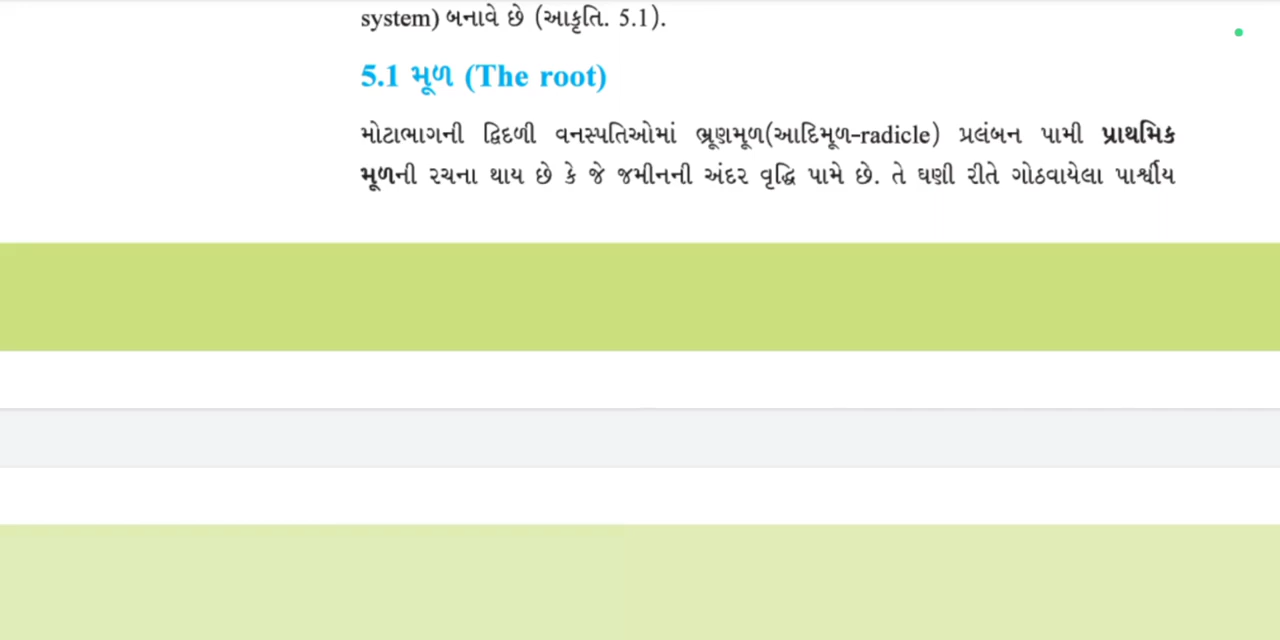 system) બનાવે છે (આકૃતિ. 5.1).
5.1 મૂળ (The root)
મોટાભાગની દ્વિદળી વનસ્પતિઓમાં ભ્રૂણમૂળ(આદિમૂળ-radicle) પ્રલંબન પામી પ્રાથમિક
મૂળની રચના થાય છે કે જે જમીનની અંદર વૃદ્ધિ પામે છે. તે ઘણી રીતે ગોઠવાયેલા પાર્શ્વીય